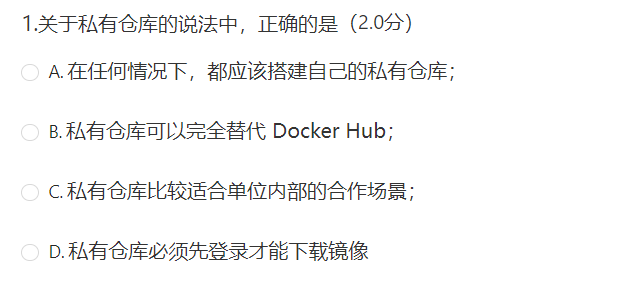 1.关于私有仓库的说法中，正确的是（2.0分）
A. 在任何情况下，都应该搭建自己的私有仓库；
B. 私有仓库可以完全替代 Docker Hub；
C. 私有仓库比较适合单位内部的合作场景；
D. 私有仓库必须先登录才能下载镜像